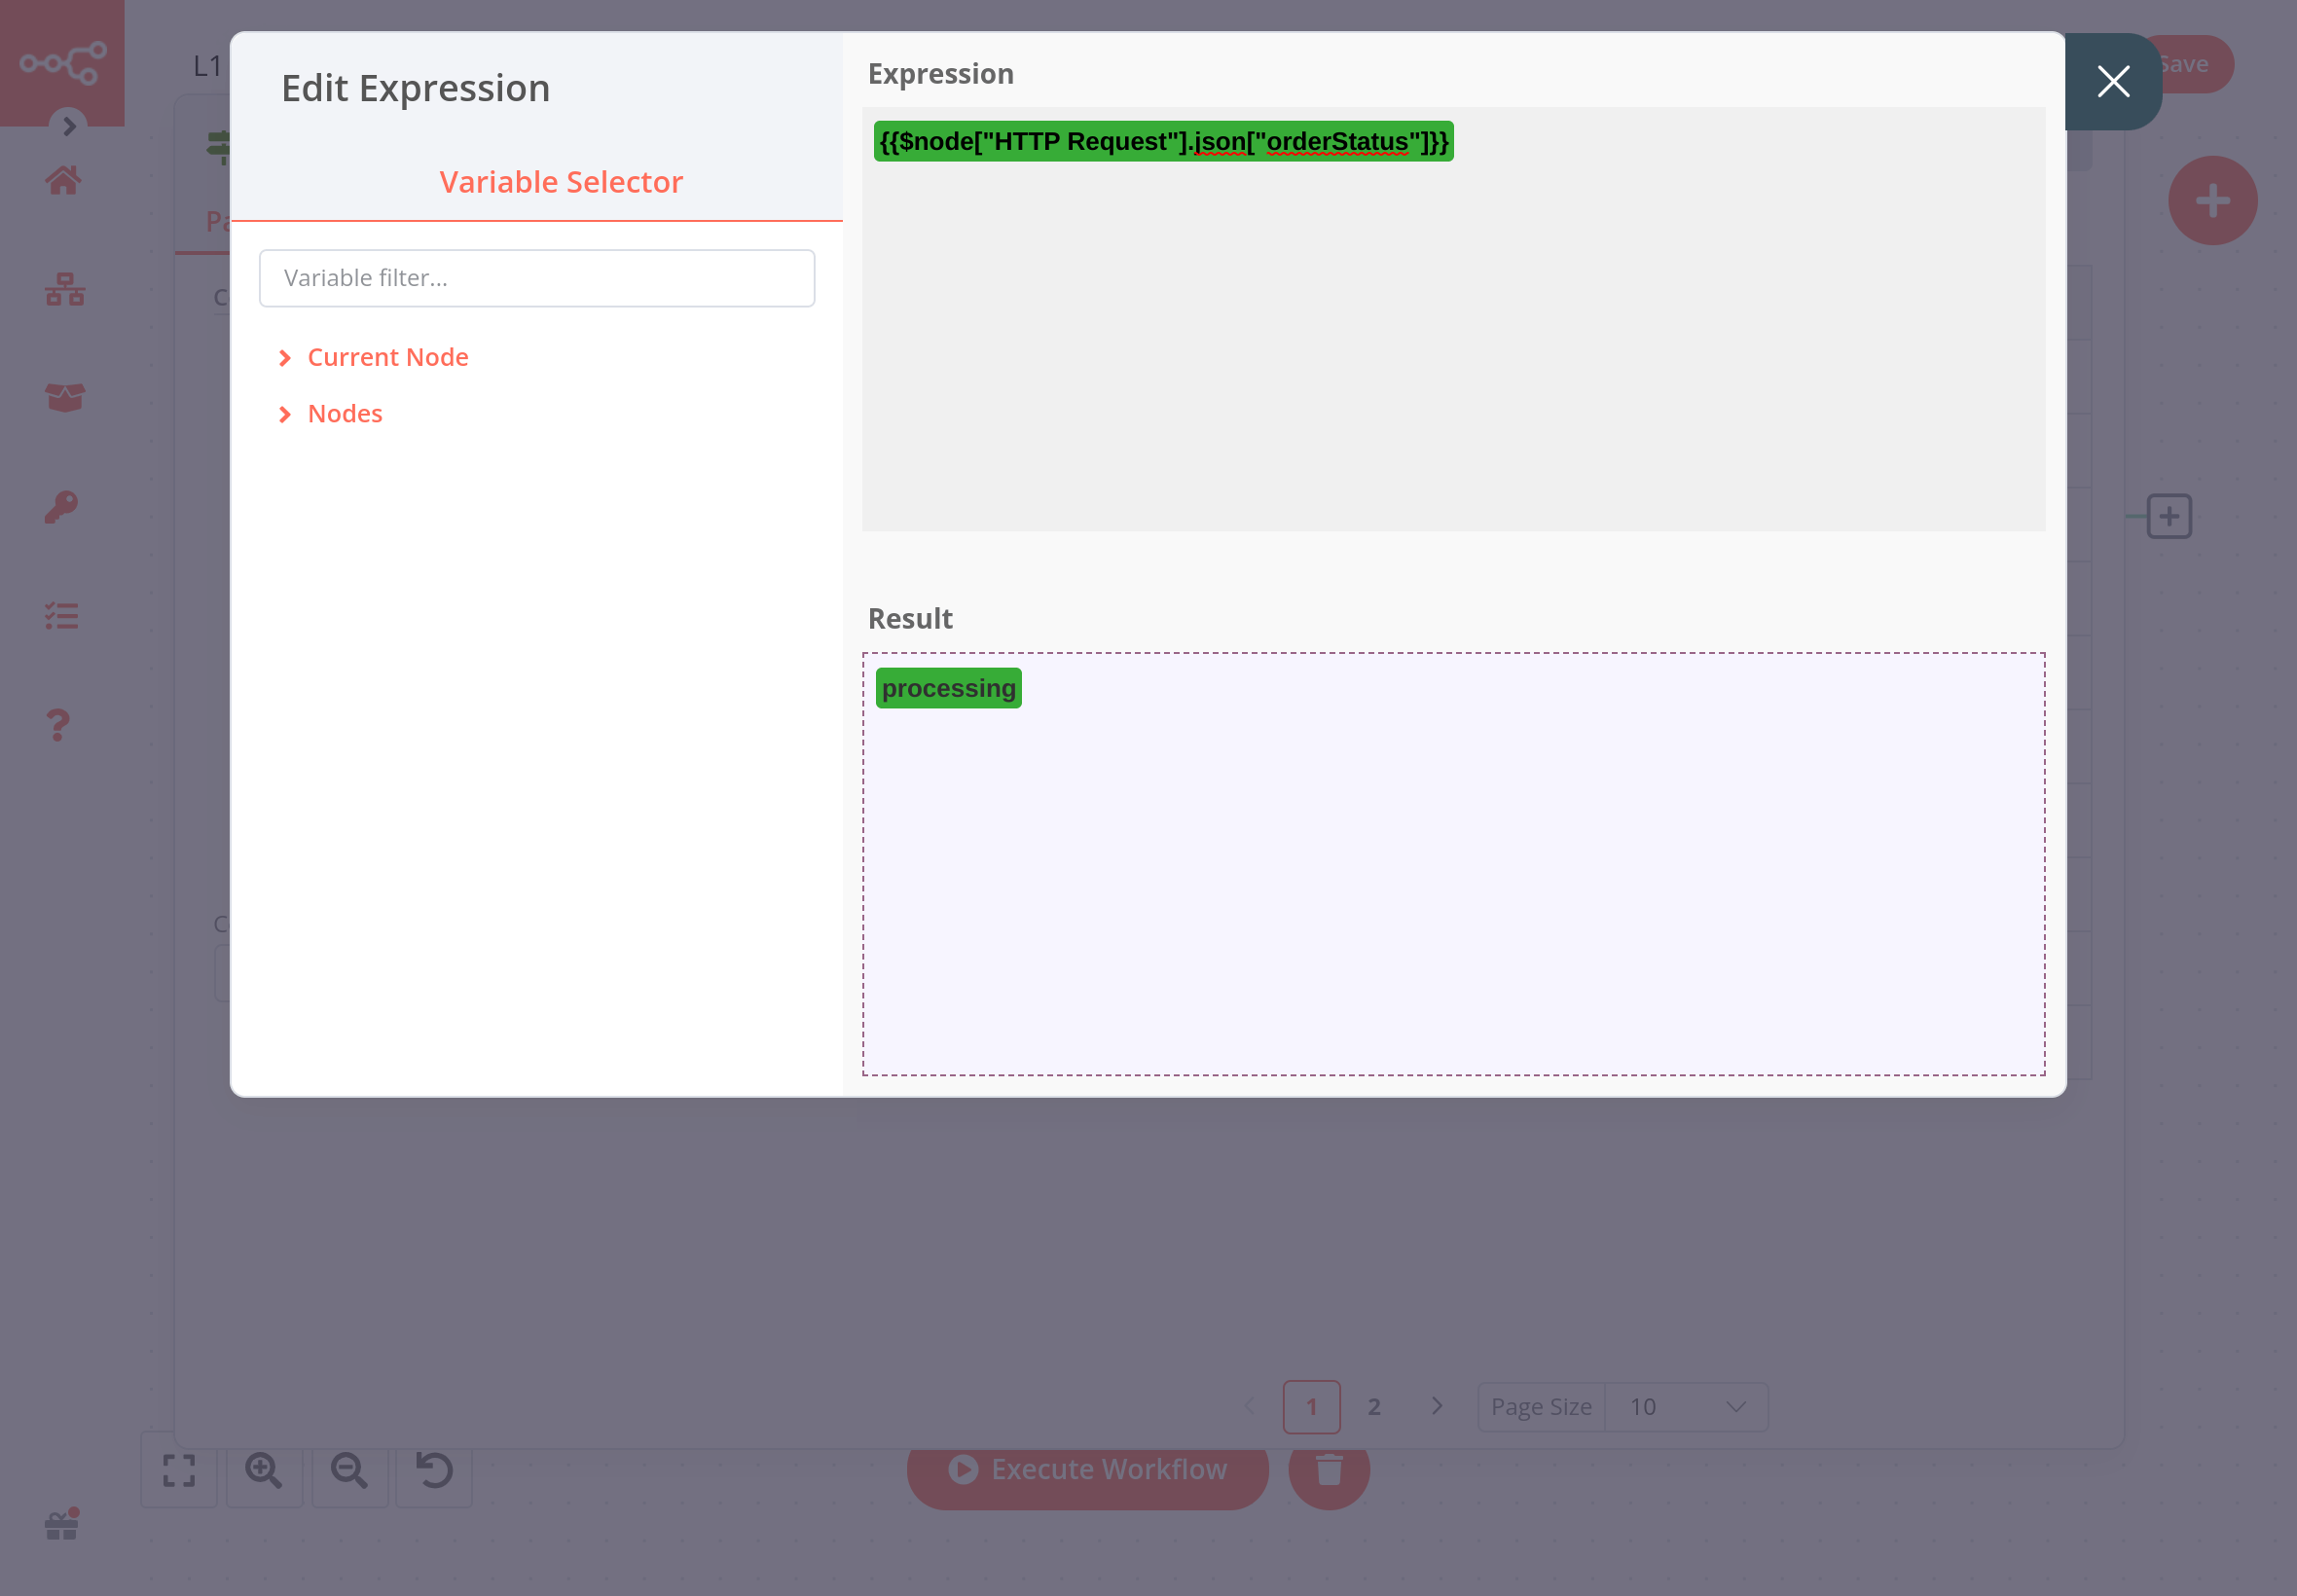 L1
Save
Edit Expression
Variable Selector
Variable filter...
Current Node
Nodes
Expression
{{$node["HTTP Request"].json["orderStatus"]}}
Result
processing
1
2
Page Size
10
Execute Workflow